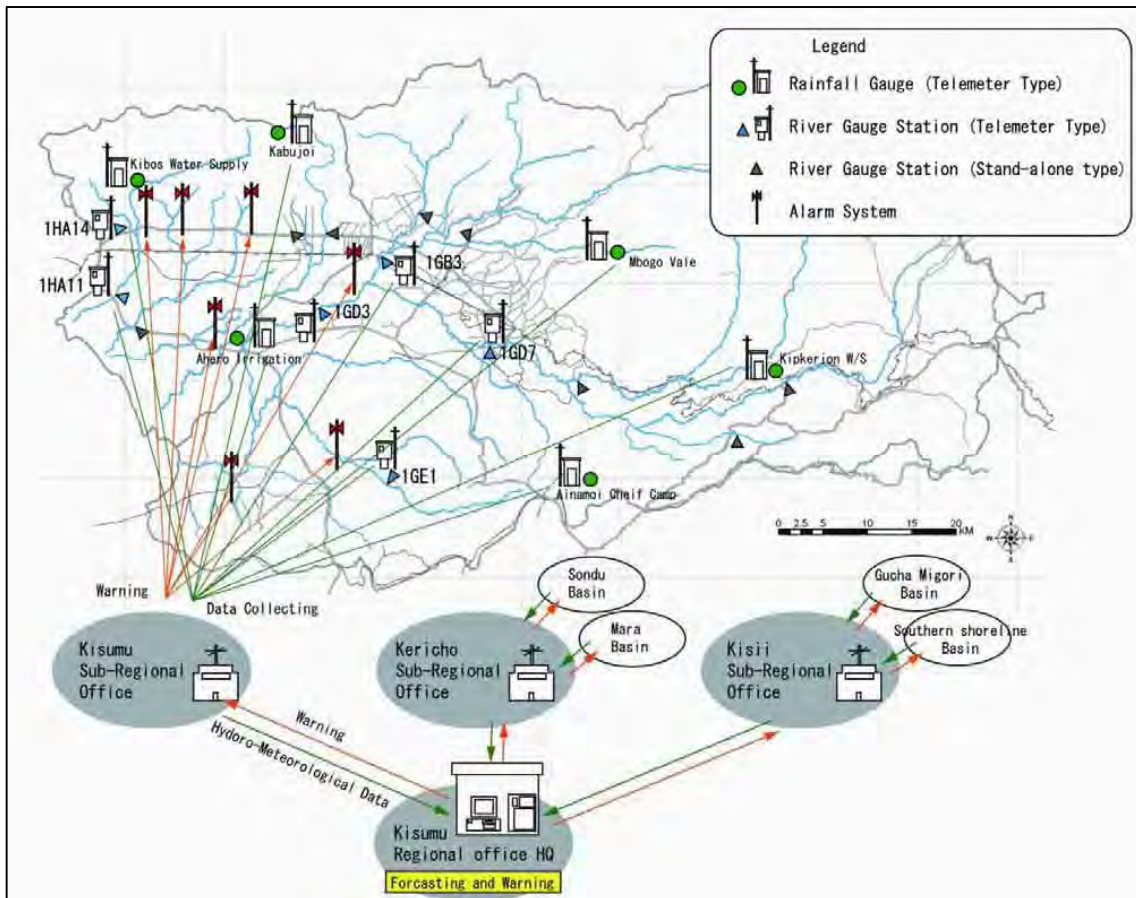 Legend
Rainfall Gauge (Telemeter Type)
River Gauge Station (Telemeter Type)
River Gauge Station (Stand-alone type)
Alarm System
Kabujoi
Kibos Water Supply
1HA14
1HA11
1GB3
Mbogo Vale
1GD3
Ahero Irrigation
1GD7
Kipkerion W/S
1GE1
Ainamoi Cheif Camp
0 2.5 5 10 15 20
KM
W E
Warning
Data Collecting
Sondu
Basin
Mara
Basin
Gucha Migori
Basin
Southern shoreline
Basin
Kisumu
Sub-Regional
Office
Kericho
Sub-Regional
Office
Kisii
Sub-Regional
Office
Warning
Hydoro-Meteorological Data
Kisumu
Regional office HQ
Forcasting and Warning